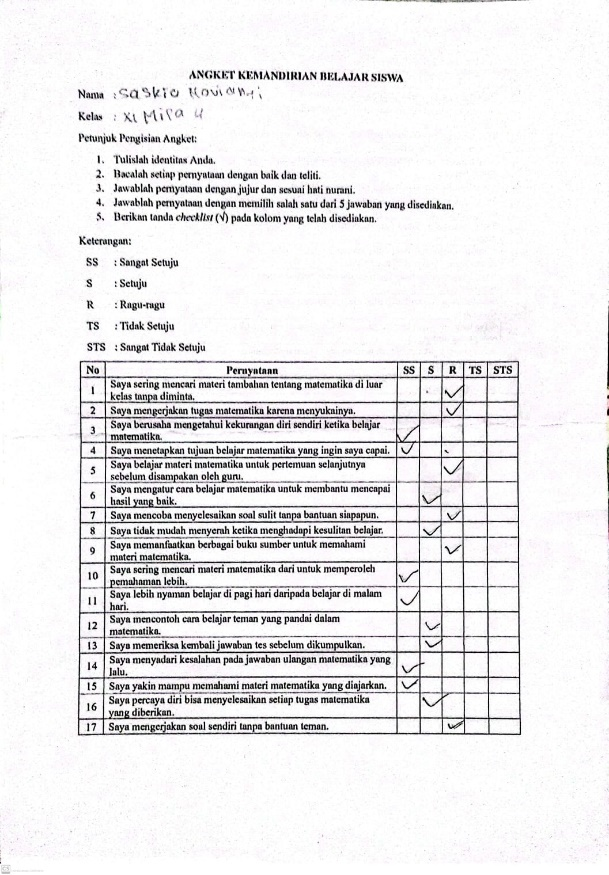 ANGKET KEMANDIRIAN BELAJAR SISWA
Nama : Saskia Novianti
Kelas : XI Mipa 4
Petunjuk Pengisian Angket:
1. Tulislah identitas Anda.
2. Bacalah setiap pernyataan dengan baik dan teliti.
3. Jawablah pernyataan dengan jujur dan sesuai hati nurani.
4. Jawablah pernyataan dengan memilih salah satu dari 5 jawaban yang disediakan.
5. Berikan tanda checklist (√) pada kolom yang telah disediakan.
Keterangan:
SS : Sangat Setuju
S : Setuju
R : Ragu-ragu
TS : Tidak Setuju
STS : Sangat Tidak Setuju
No Pernyataan SS S R TS STS
1 Saya sering mencari materi tambahan tentang matematika di luar
kelas tanpa diminta. ✓
2 Saya mengerjakan tugas matematika karena menyukainya. ✓
3 Saya berusaha mengetahui kekurangan diri sendiri ketika belajar
matematika. ✓
4 Saya menetapkan tujuan belajar matematika yang ingin saya capai. ✓
5 Saya belajar materi matematika untuk pertemuan selanjutnya
sebelum disampakan oleh guru. ✓
6 Saya mengatur cara belajar matematika untuk membantu mencapai
hasil yang baik. ✓
7 Saya mencoba menyelesaikan soal sulit tanpa bantuan siapapun. ✓
8 Saya tidak mudah menyerah ketika menghadapi kesulitan belajar. ✓
9 Saya memanfaatkan berbagai buku sumber untuk memahami
materi matematika. ✓
10 Saya sering mencari materi matematika dari untuk memperoleh
pemahaman lebih. ✓
11 Saya lebih nyaman belajar di pagi hari daripada belajar di malam
hari. ✓
12 Saya mencontoh cara belajar teman yang pandai dalam
matematika. ✓
13 Saya memeriksa kembali jawaban tes sebelum dikumpulkan. ✓
14 Saya menyadari kesalahan pada jawaban ulangan matematika yang
lalu. ✓
15 Saya yakin mampu memahami materi matematika yang diajarkan. ✓
16 Saya percaya diri bisa menyelesaikan setiap tugas matematika
yang diberikan. ✓
17 Saya mengerjakan soal sendiri tanpa bantuan teman. ✓